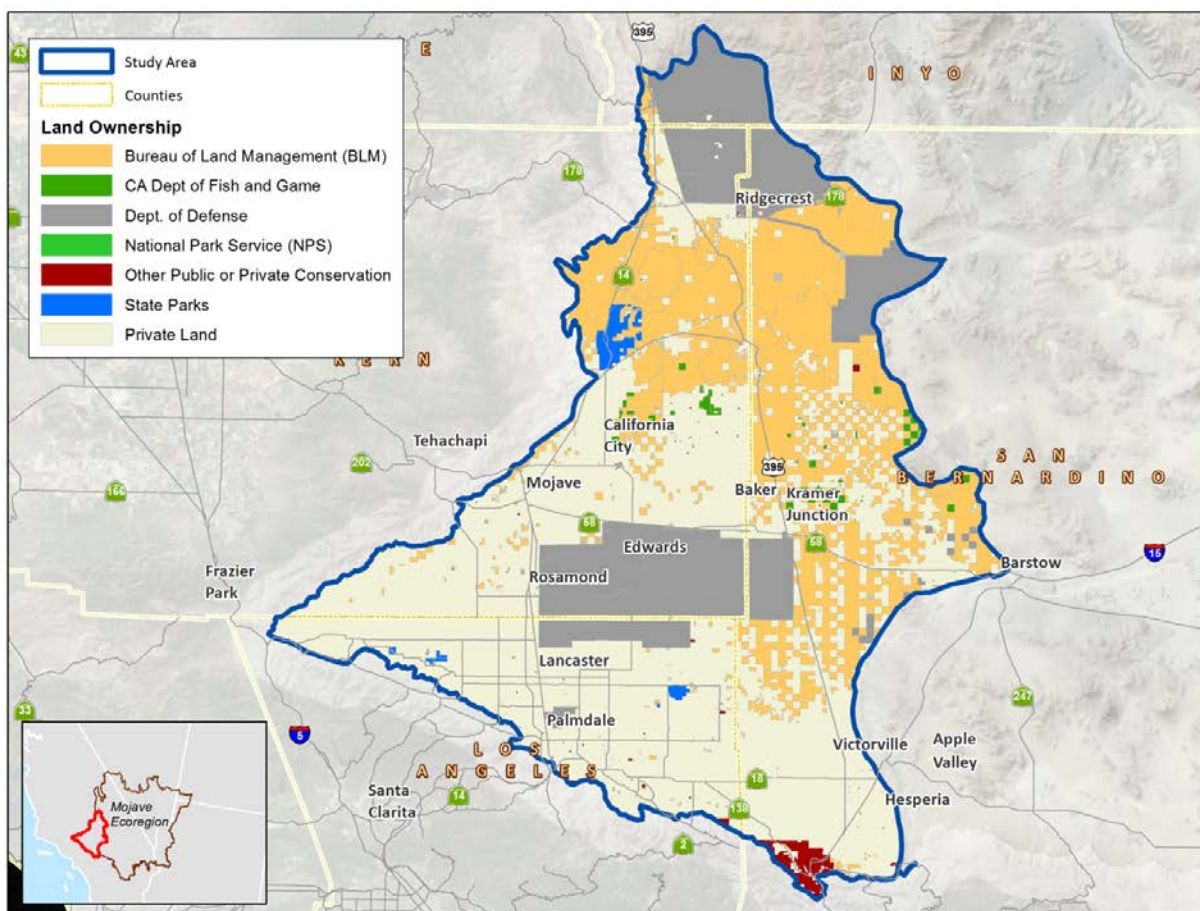 Study Area
Counties
Land Ownership
Bureau of Land Management (BLM)
CA Dept of Fish and Game
Dept. of Defense
National Park Service (NPS)
Other Public or Private Conservation
State Parks
Private Land
43
E
395
I N Y O
178
Ridgecrest
178
14
K E R N
California
City
Tehachapi
202
166
Mojave
395
Baker
Kramer
Junction
S A N
B E R N A R D I N O
58
Edwards
58
Barstow
15
Frazier
Park
Rosamond
Lancaster
33
5
Palmdale
247
Victorville
Apple
Valley
L O S
A N G E L E S
Santa
Clarita
14
18
138
Hesperia
2
Mojave
Ecoregion